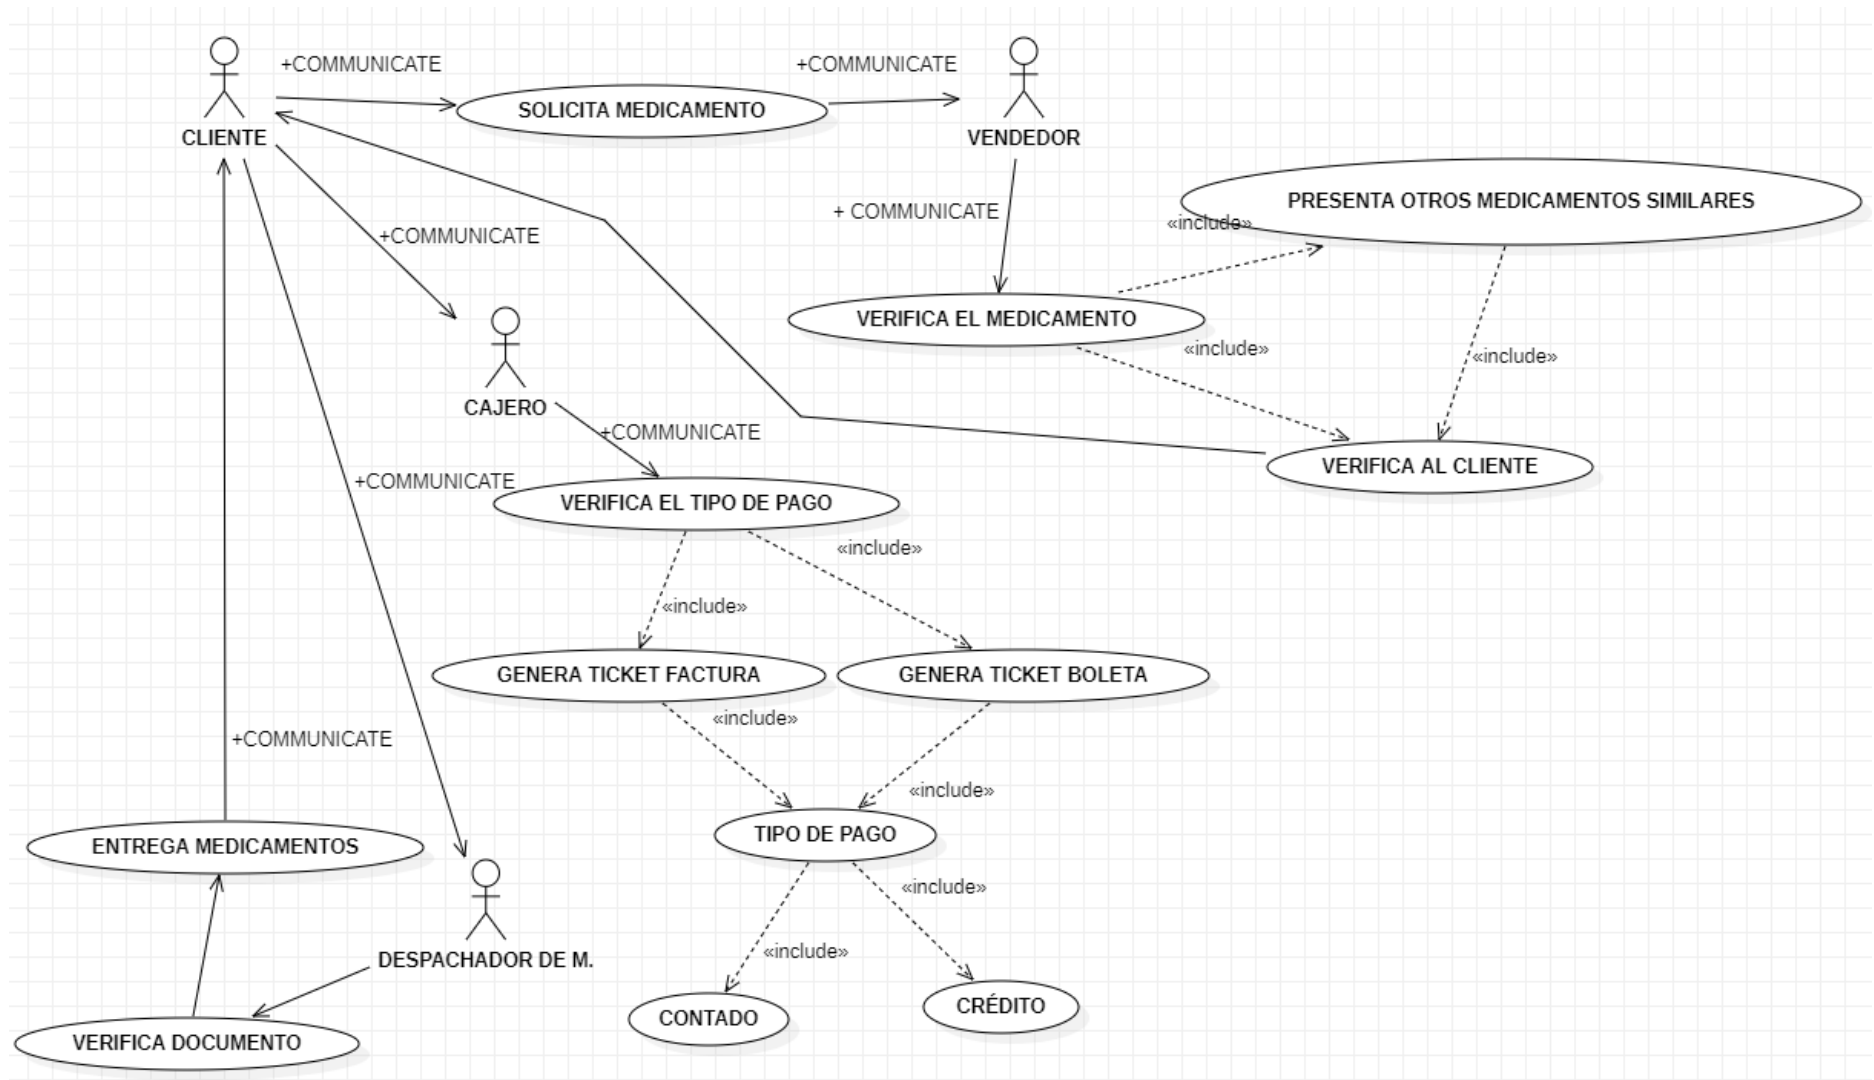 +COMMUNICATE
+COMMUNICATE
SOLICITA MEDICAMENTO
CLIENTE
VENDEDOR
PRESENTA OTROS MEDICAMENTOS SIMILARES
+ COMMUNICATE
«include»
+COMMUNICATE
VERIFICA EL MEDICAMENTO
«include»
«include»
CAJERO
+COMMUNICATE
VERIFICA AL CLIENTE
+COMMUNICATE
VERIFICA EL TIPO DE PAGO
«include»
«include»
GENERA TICKET FACTURA
GENERA TICKET BOLETA
«include»
+COMMUNICATE
«include»
TIPO DE PAGO
ENTREGA MEDICAMENTOS
«include»
«include»
DESPACHADOR DE M.
CRÉDITO
CONTADO
VERIFICA DOCUMENTO